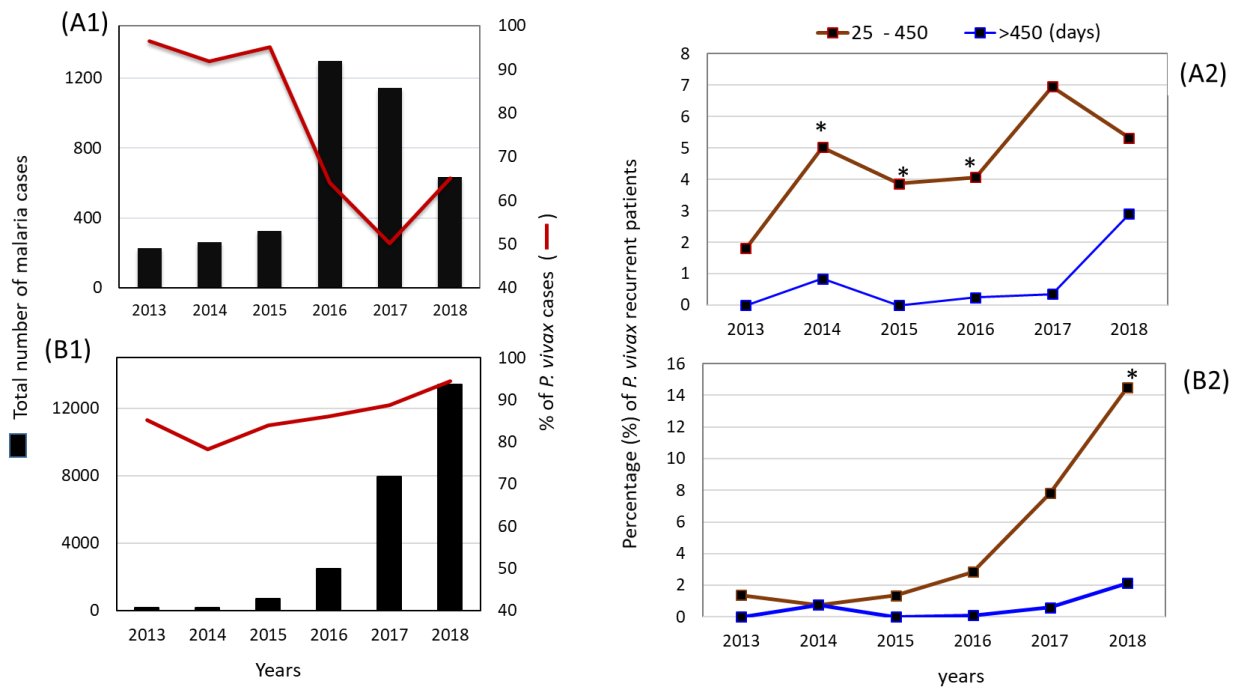 (A1)
1200
800
400
0
100
90
80
70
60
50
40
2013 2014 2015 2016 2017 2018
(B1)
12000
8000
4000
0
100
90
80
70
60
50
40
2013 2014 2015 2016 2017 2018
Years
Total number of malaria cases
% of P. vivax cases ( )
25 - 450 >450 (days)
(A2)
8
7
6
5
4
3
2
1
0
* * *
2013 2014 2015 2016 2017 2018
(B2)
16
14
12
10
8
6
4
2
0
*
2013 2014 2015 2016 2017 2018
years
Percentage (%) of P. vivax recurrent patients